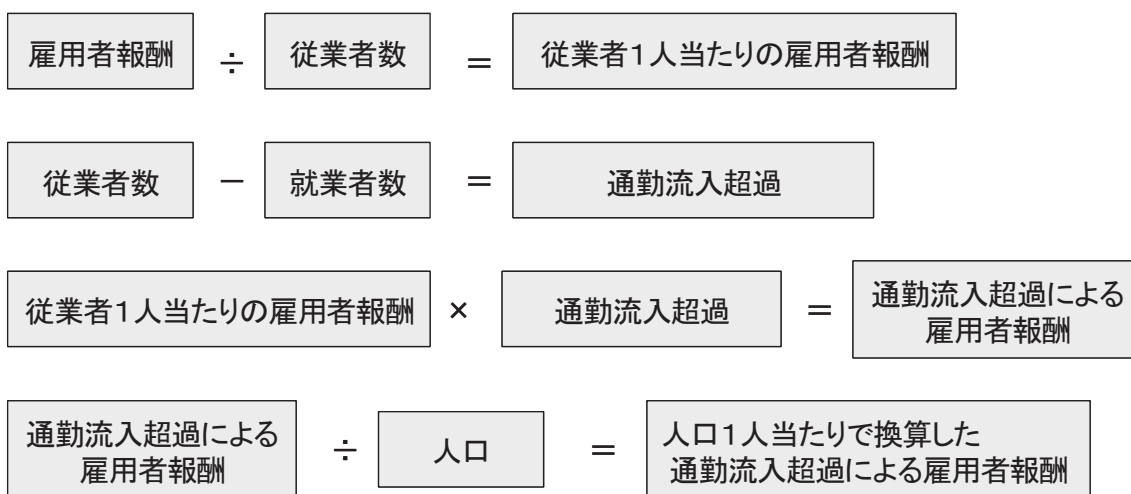 雇用者報酬 ÷ 従業者数 = 従業者1人当たりの雇用者報酬
従業者数 − 就業者数 = 通勤流入超過
従業者1人当たりの雇用者報酬 × 通勤流入超過 = 通勤流入超過による
雇用者報酬
通勤流入超過による
雇用者報酬 ÷ 人口 = 人口1人当たりで換算した
通勤流入超過による雇用者報酬